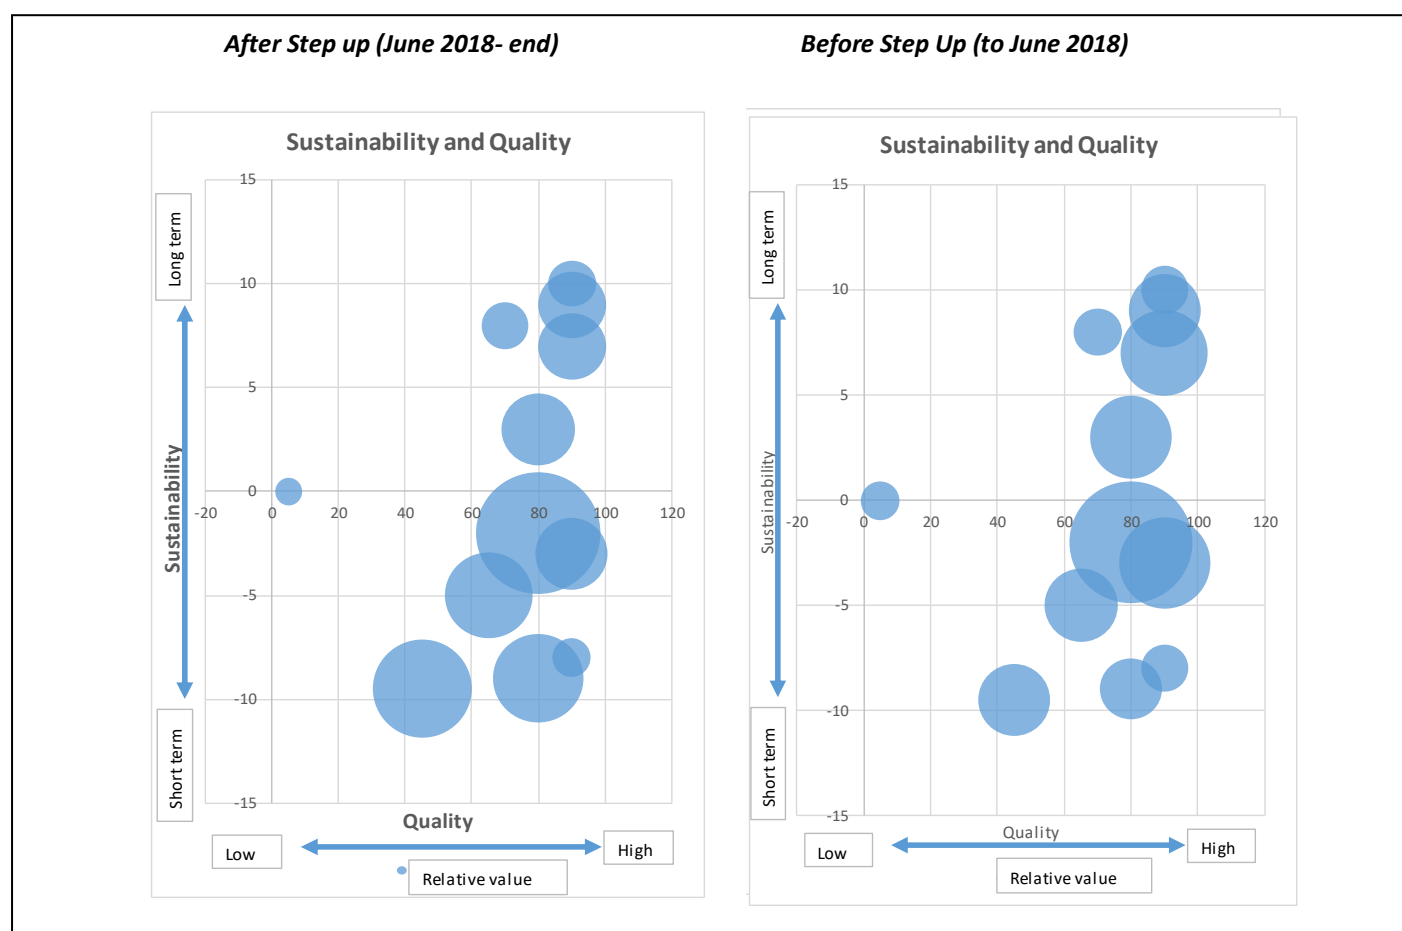 After Step up (June 2018- end)
Before Step Up (to June 2018)
Sustainability and Quality
15
10
5
0
-5
-10
-15
-20
0
20
40
60
80
100
120
Long term
Sustainability
Short term
Quality
Low
High
Relative value
Sustainability and Quality
15
10
5
0
-5
-10
-15
-20
0
20
40
60
80
100
120
Long term
Sustainability
Short term
Quality
Low
High
Relative value